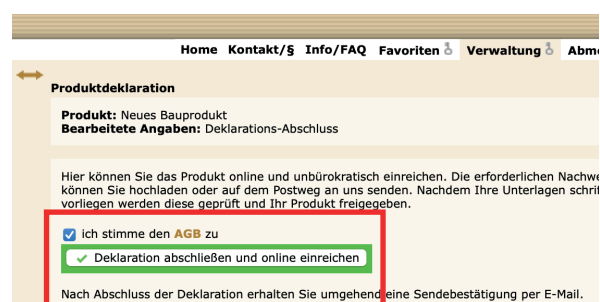 Home Kontakt/§ Info/FAQ Favoriten Verwaltung
Produktdeklaration
Produkt: Neues Bauprodukt
Bearbeitete Angaben: Deklarations-Abschluss
Hier können Sie das Produkt online und unbürokratisch einreichen. Die erforderlichen
können Sie hochladen oder auf dem Postweg an uns senden. Nachdem Ihre Unterlagen
vorliegen werden diese geprüft und Ihr Produkt freigegeben.
ich stimme den AGB zu
Deklaration abschließen und online einreichen
Nach Abschluss der Deklaration erhalten Sie umgehend eine Sendebestätigung per E-Mail.